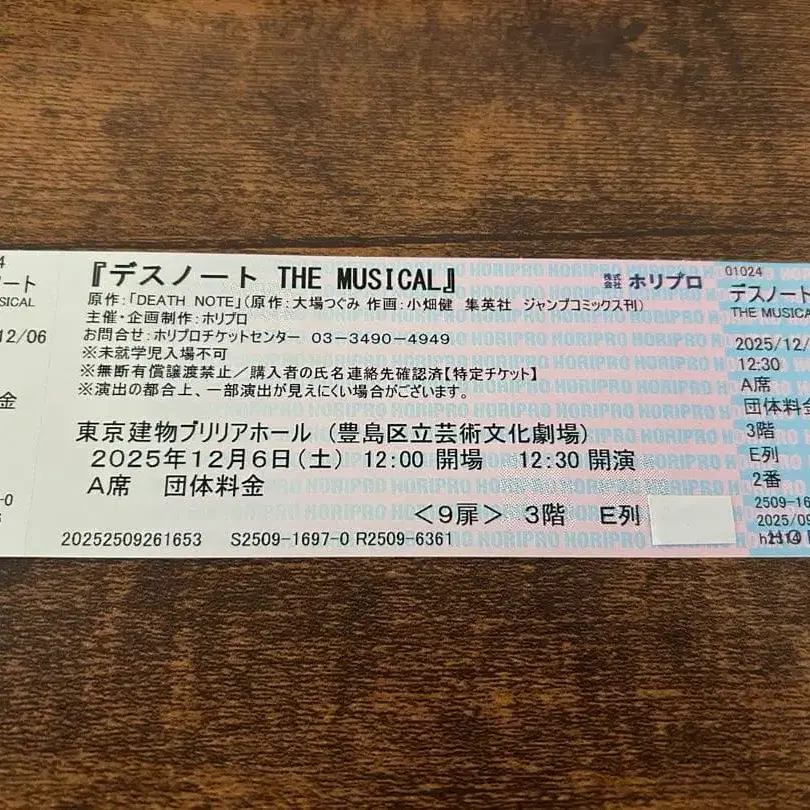 ート
SICAL
12/06
金
『デスノート THE MUSICAL』
株式会社 ホリプロ
原作:「DEATH NOTE」(原作:大場つぐみ 作画:小畑健 集英社 ジャンプコミックス刊)
主催・企画制作:ホリプロ
お問合せ:ホリプロチケットセンター 03-3490-4949
※未就学児入場不可
※無断有償譲渡禁止/購入者の氏名連絡先確認済【特定チケット】
※演出の都合上、一部演出が見えにくい場合がございます。
東京建物ブリリアホール (豊島区立芸術文化劇場)
2025年12月6日(土) 12:00 開場 12:30 開演
A席 団体料金
<9扉> 3階 E列
20252509261653 S2509-1697-0 R2509-6361
01024
デスノート
THE MUSICA
2025/12/
12:30
A席
団体料金
3階
E列
2番
2509-16
2025/09